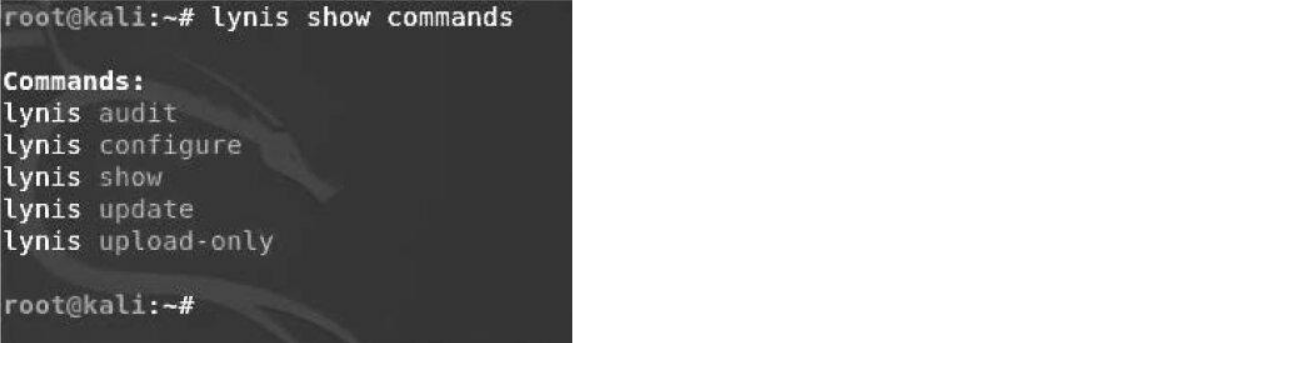 root@kali:~# lynis show commands
Commands:
lynis audit
lynis configure
lynis show
lynis update
lynis upload-only
root@kali:~#